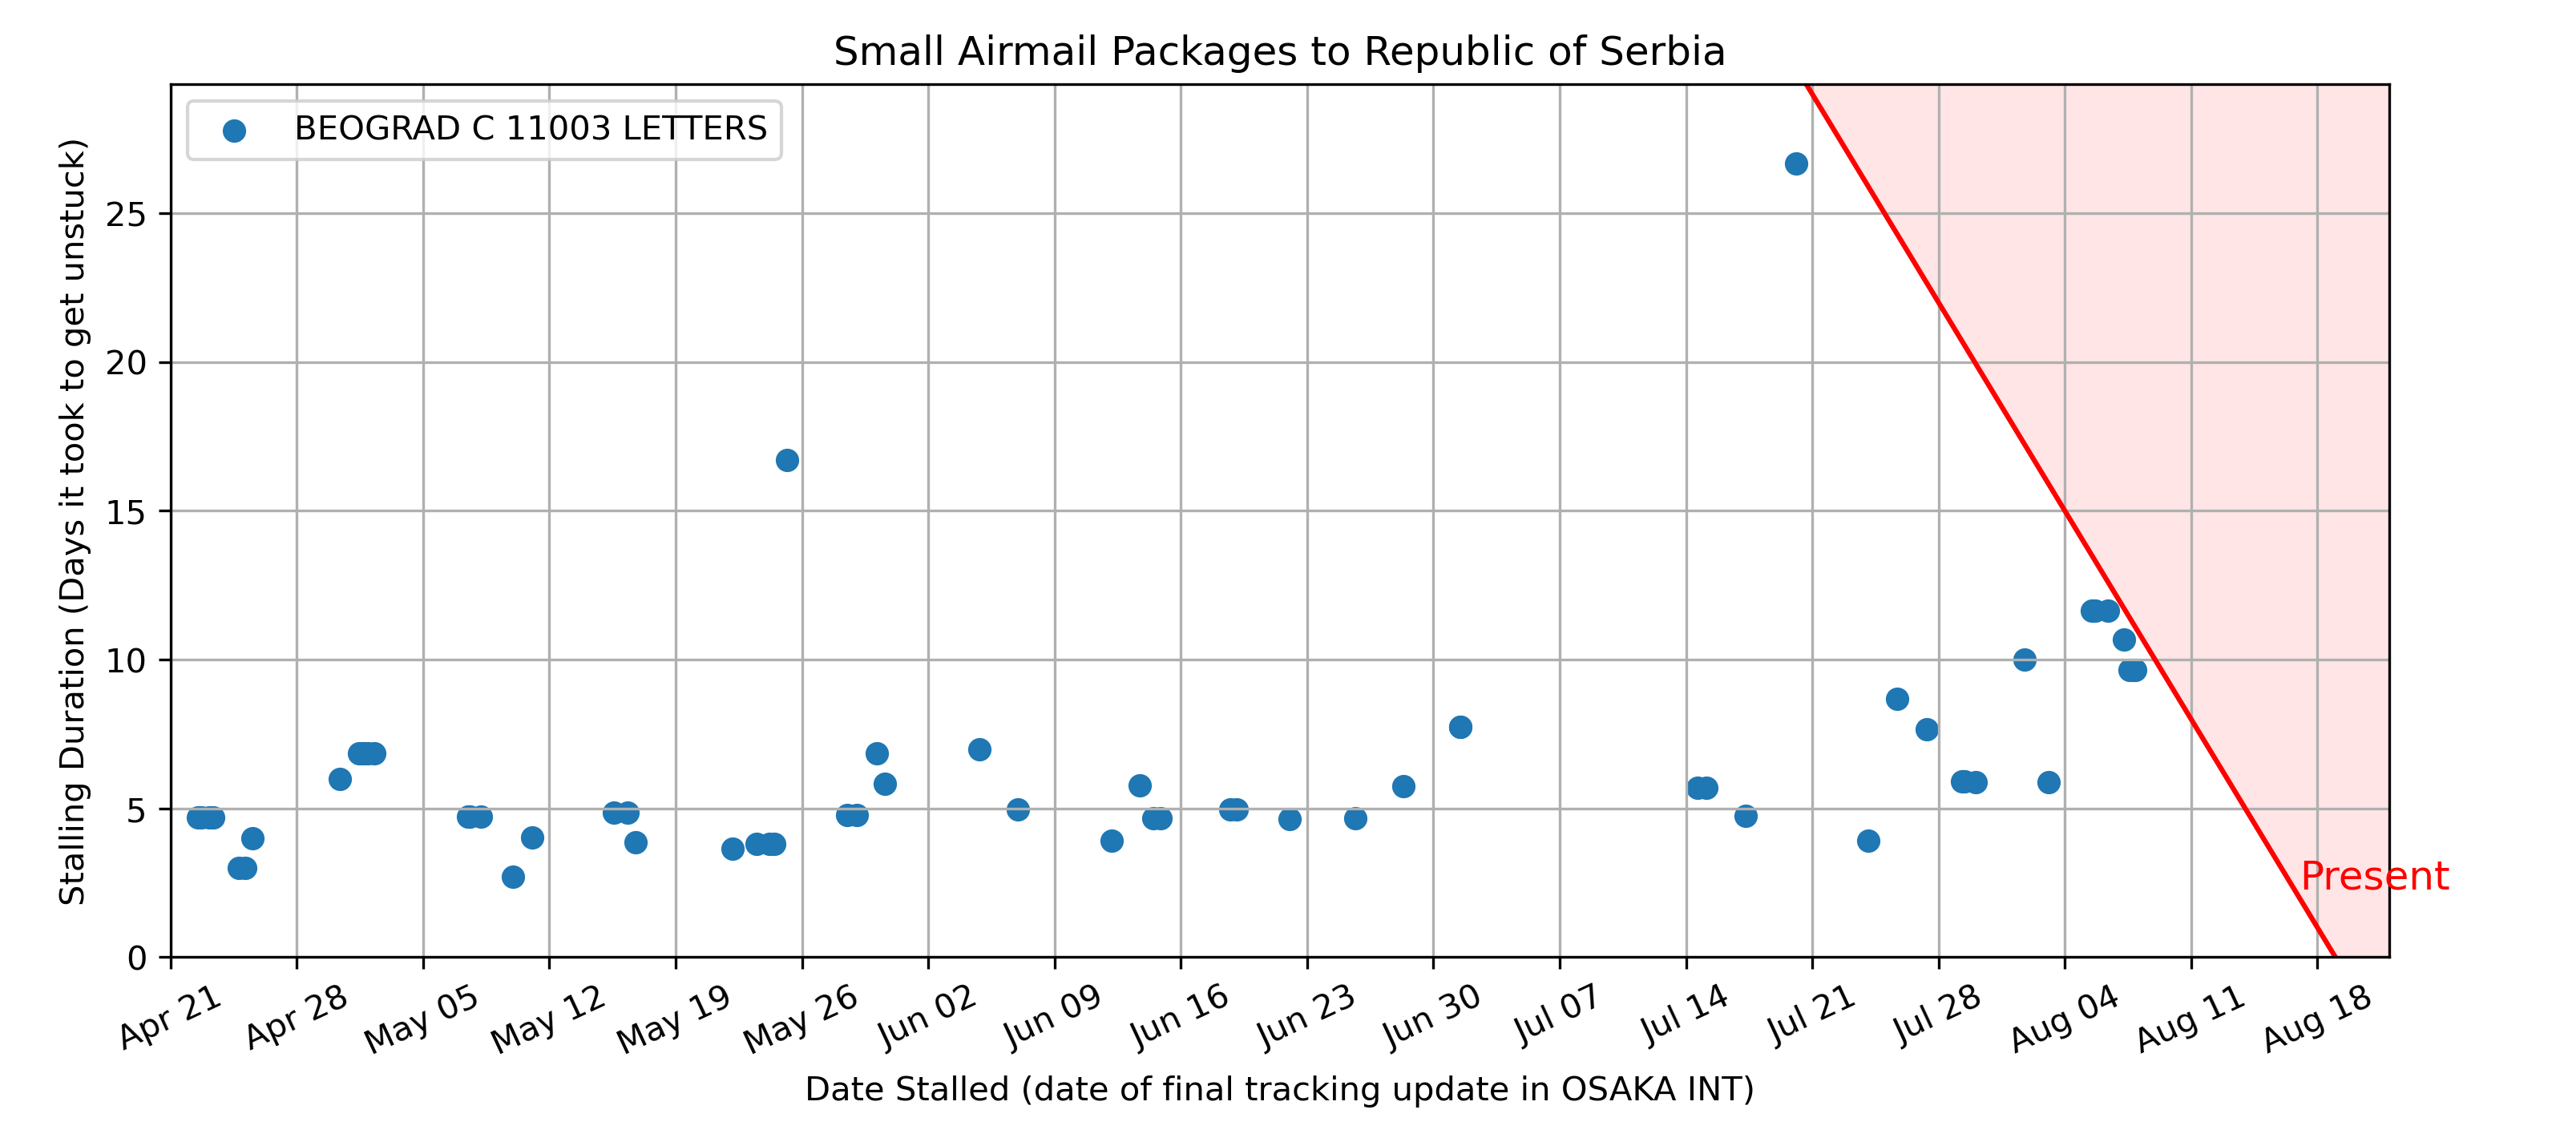 Small Airmail Packages to Republic of Serbia
BEOGRAD C 11003 LETTERS
Stalling Duration (Days it took to get unstuck)
25
20
15
10
5
0
Present
Apr 21
Apr 28
May 05
May 12
May 19
May 26
Jun 02
Jun 09
Jun 16
Jun 23
Jun 30
Jul 07
Jul 14
Jul 21
Jul 28
Aug 04
Aug 11
Aug 18
Date Stalled (date of final tracking update in OSAKA INT)